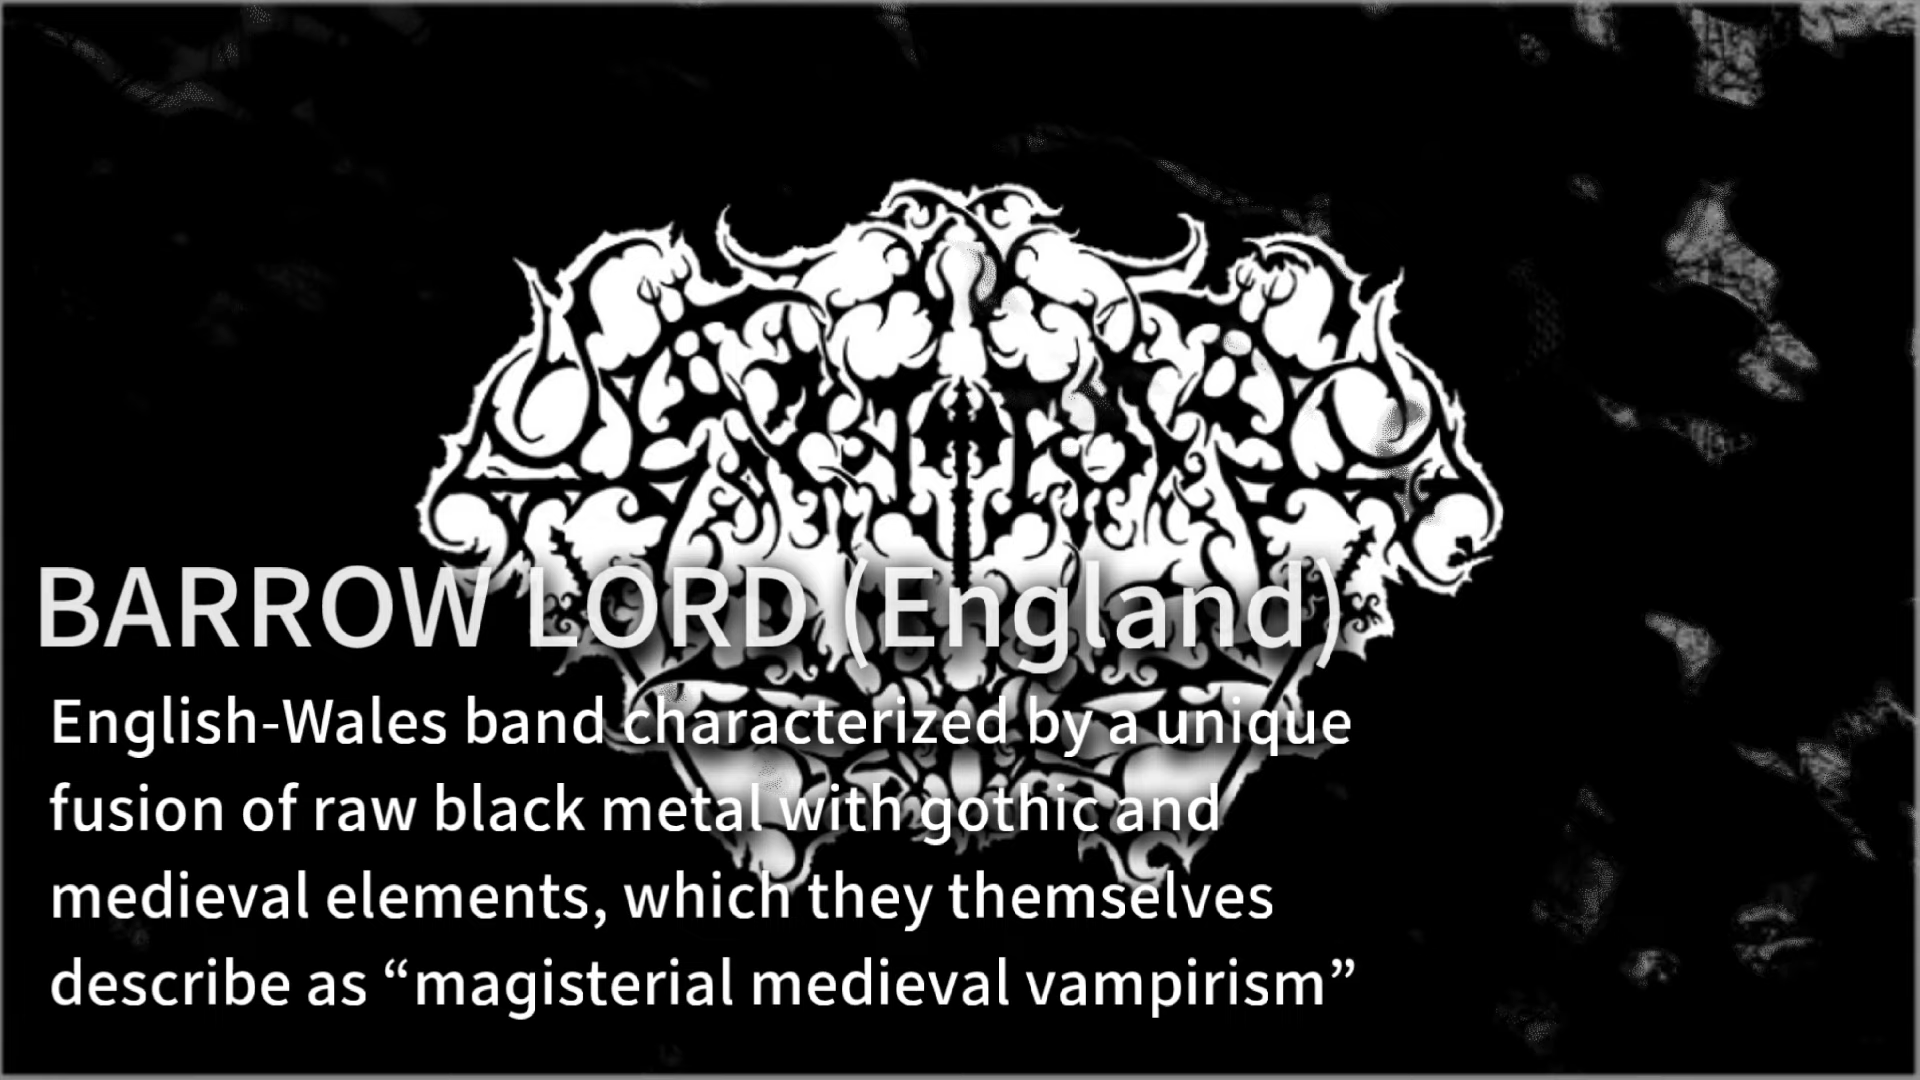 BARROW LORD (England)
English-Wales band characterized by a unique
fusion of raw black metal with gothic and
medieval elements, which they themselves
describe as “magisterial medieval vampirism”